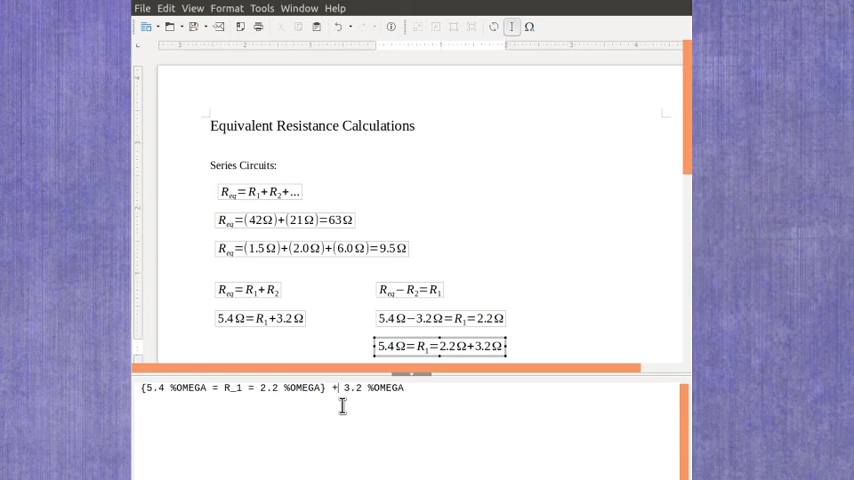 File Edit View Format Tools Window Help
Equivalent Resistance Calculations
Series Circuits:
R_eq=R_1+R_2+...
R_eq=(42Ω)+(21Ω)=63Ω
R_eq=(1.5Ω)+(2.0Ω)+(6.0Ω)=9.5Ω
R_eq=R_1+R_2
R_eq−R_2=R_1
5.4Ω=R_1+3.2Ω
5.4Ω−3.2Ω=R_1=2.2Ω
5.4Ω=R_1=2.2Ω+3.2Ω
{5.4 %OMEGA = R_1 = 2.2 %OMEGA} + 3.2 %OMEGA